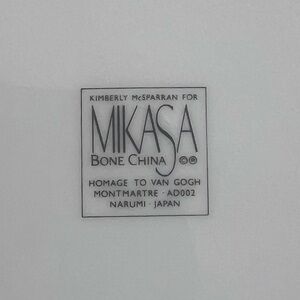 KIMBERLY McSPARRAN FOR
MIKASA
BONE CHINA ©®
HOMAGE TO VAN GOGH
MONTMARTRE · AD002
NARUMI · JAPAN